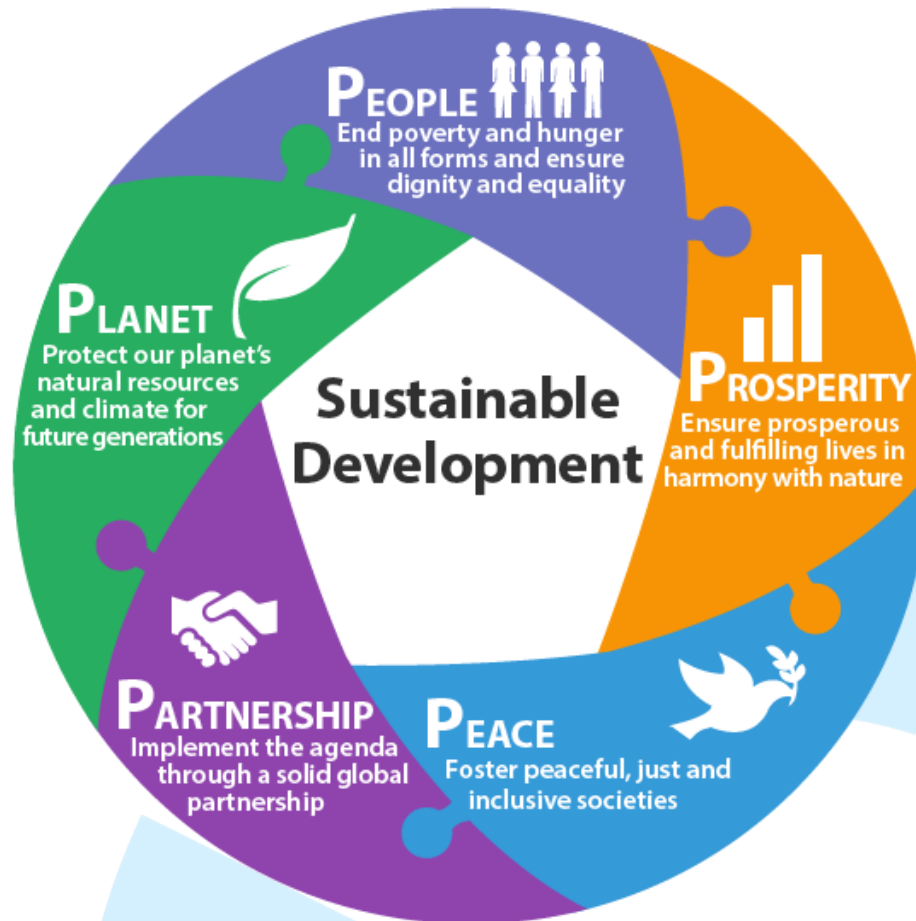 PEOPLE
End poverty and hunger
in all forms and ensure
dignity and equality
PROSPERITY
Ensure prosperous
and fulfilling lives in
harmony with nature
PEACE
Foster peaceful, just and
inclusive societies
PARTNERSHIP
Implement the agenda
through a solid global
partnership
PLANET
Protect our planet's
natural resources
and climate for
future generations
Sustainable
Development